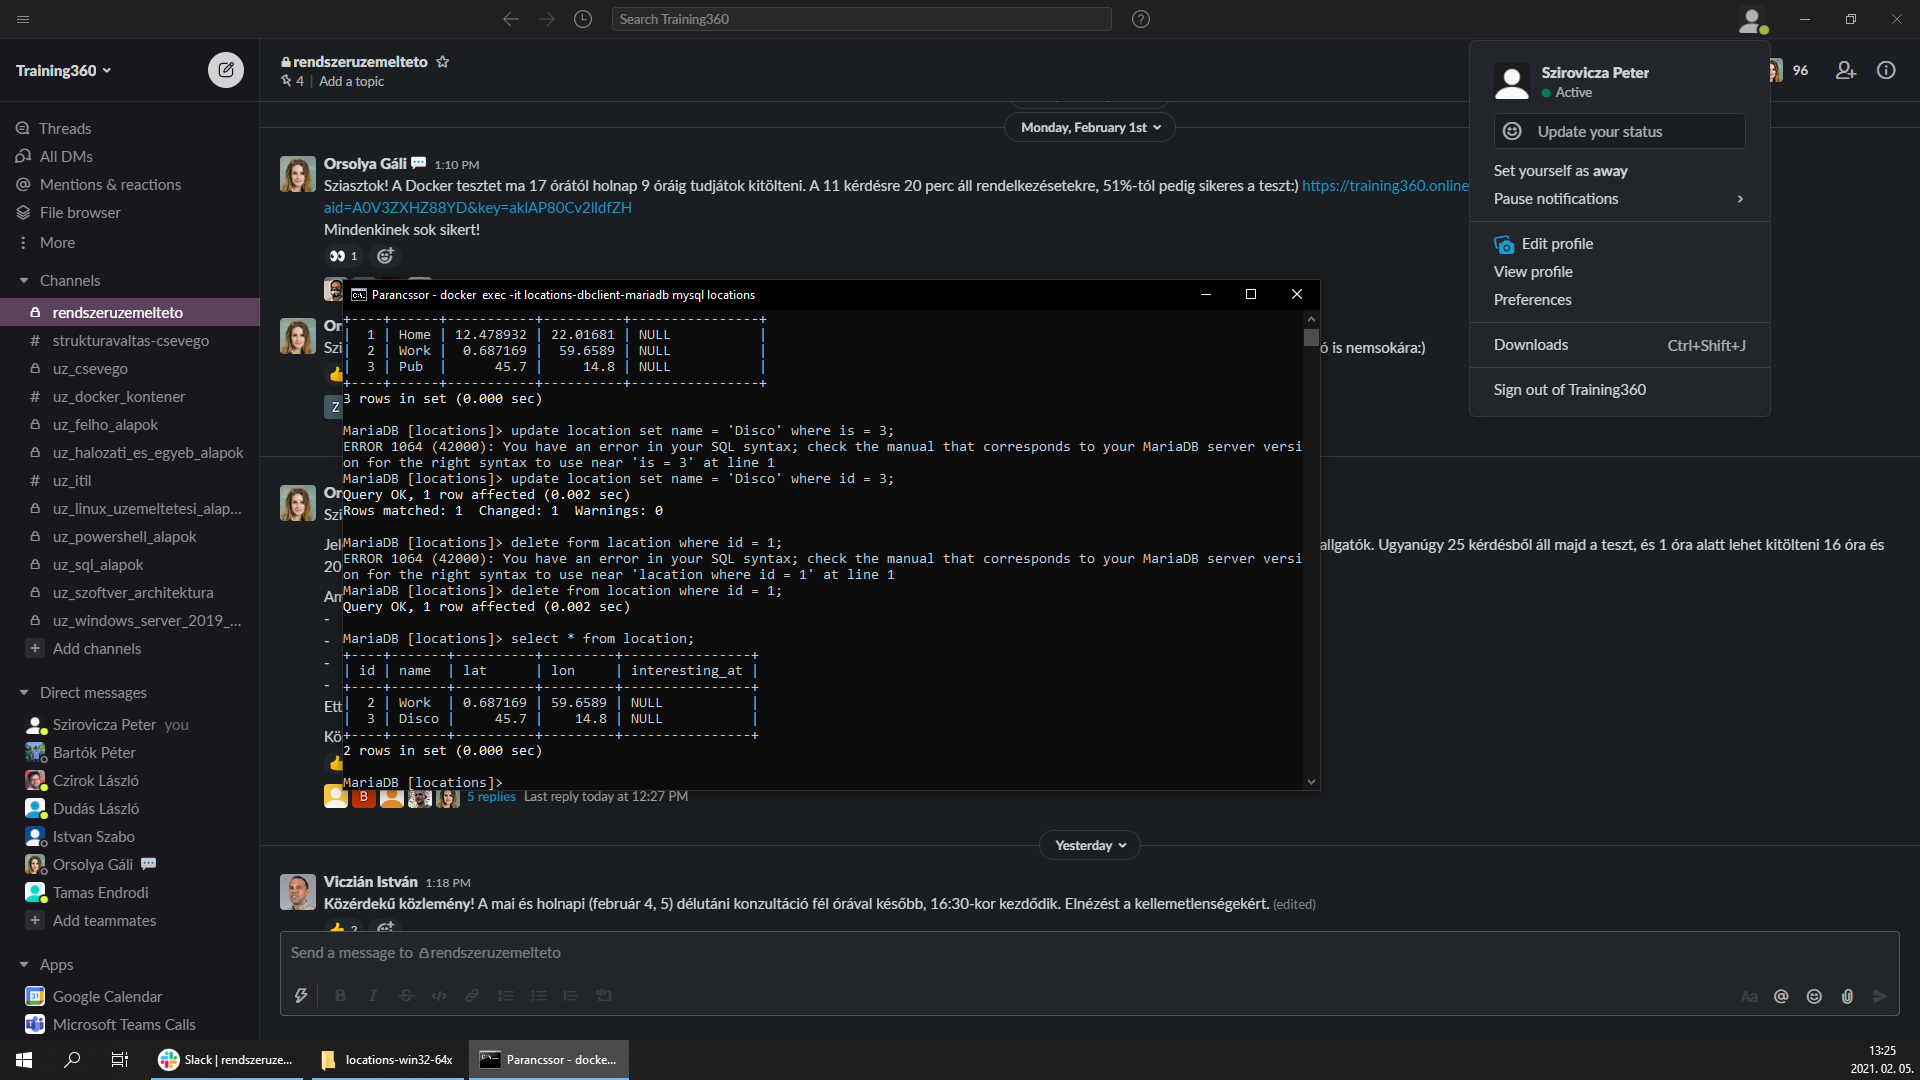 Search Training360
Training360
rendszeruzemelteto
4 | Add a topic
96
Threads
All DMs
Mentions & reactions
File browser
More
Channels
rendszeruzemelteto
# strukturavaltas-csevego
uz_csevego
# uz_docker_kontener
uz_felho_alapok
uz_halozati_es_egyeb_alapok
# uz_itil
uz_linux_uzemeltetesi_alap...
uz_powershell_alapok
uz_sql_alapok
uz_szoftver_architektura
uz_windows_server_2019_...
+ Add channels
Direct messages
Szirovicza Peter you
Bartók Péter
Czirok László
Dudás László
Istvan Szabo
Orsolya Gáli
Tamas Endrodi
+ Add teammates
Apps
Google Calendar
Microsoft Teams Calls
Monday, February 1st
Orsolya Gáli 1:10 PM
Sziasztok! A Docker tesztet ma 17 órától holnap 9 óráig tudjátok kitölteni. A 11 kérdésre 20 perc áll rendelkezésetekre, 51%-tól pedig sikeres a teszt:) https://training360.online
aid=A0V3ZXHZ88YD&key=aklAP80Cv2lldfZH
Mindenkinek sok sikert!
1
Or
Szi
ó is nemsokára:)
Z
Or
Szi
Jel
allgatók. Ugyanúgy 25 kérdésből áll majd a teszt, és 1 óra alatt lehet kitölteni 16 óra és
20
Am
-
-
-
-
Ett
Kö
B
5 replies Last reply today at 12:27 PM
Parancssor - docker exec -it locations-dbclient-mariadb mysql locations
+----+------+-----------+----------+----------------+
| 1 | Home | 12.478932 | 22.01681 | NULL |
| 2 | Work | 0.687169 | 59.6589 | NULL |
| 3 | Pub | 45.7 | 14.8 | NULL |
+----+------+-----------+----------+----------------+
3 rows in set (0.000 sec)
MariaDB [locations]> update location set name = 'Disco' where is = 3;
ERROR 1064 (42000): You have an error in your SQL syntax; check the manual that corresponds to your MariaDB server versi
on for the right syntax to use near 'is = 3' at line 1
MariaDB [locations]> update location set name = 'Disco' where id = 3;
Query OK, 1 row affected (0.002 sec)
Rows matched: 1 Changed: 1 Warnings: 0
MariaDB [locations]> delete form lacation where id = 1;
ERROR 1064 (42000): You have an error in your SQL syntax; check the manual that corresponds to your MariaDB server versi
on for the right syntax to use near 'lacation where id = 1' at line 1
MariaDB [locations]> delete from location where id = 1;
Query OK, 1 row affected (0.002 sec)
MariaDB [locations]> select * from location;
+----+-------+----------+---------+----------------+
| id | name | lat | lon | interesting_at |
+----+-------+----------+---------+----------------+
| 2 | Work | 0.687169 | 59.6589 | NULL |
| 3 | Disco | 45.7 | 14.8 | NULL |
+----+-------+----------+---------+----------------+
2 rows in set (0.000 sec)
MariaDB [locations]>
Yesterday
Viczián István 1:18 PM
Közérdekű közlemény! A mai és holnapi (február 4, 5) délutáni konzultáció fél órával később, 16:30-kor kezdődik. Elnézést a kellemetlenségekért. (edited)
2
Send a message to rendszeruzemelteto
B I S </> Aa @
Szirovicza Peter
Active
Update your status
Set yourself as away
Pause notifications
Edit profile
View profile
Preferences
Downloads Ctrl+Shift+J
Sign out of Training360
Slack | rendszeruze...
locations-win32-64x
Parancssor - docke...
13:25
2021. 02. 05.